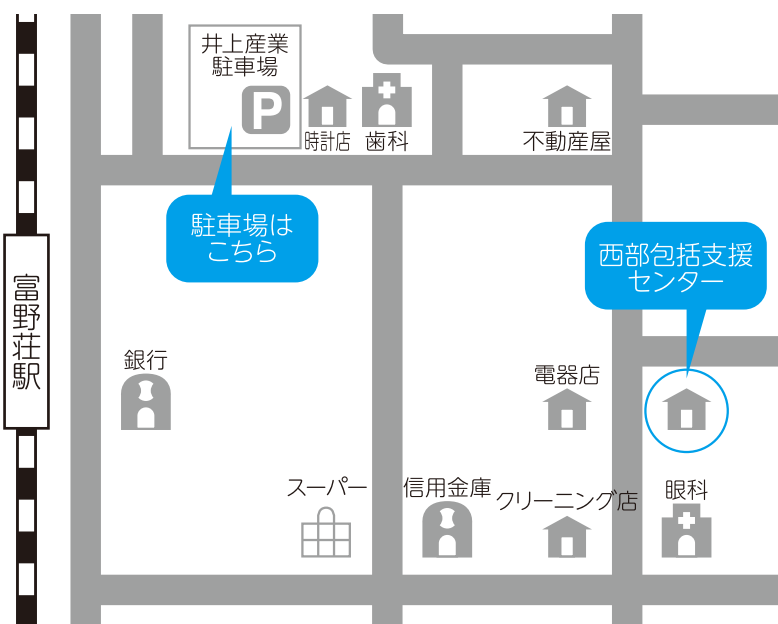 井上産業
駐車場
P
時計店
歯科
不動産屋
駐車場は
こちら
西部包括支援
センター
富野荘駅
銀行
電器店
スーパー
信用金庫
クリーニング店
眼科